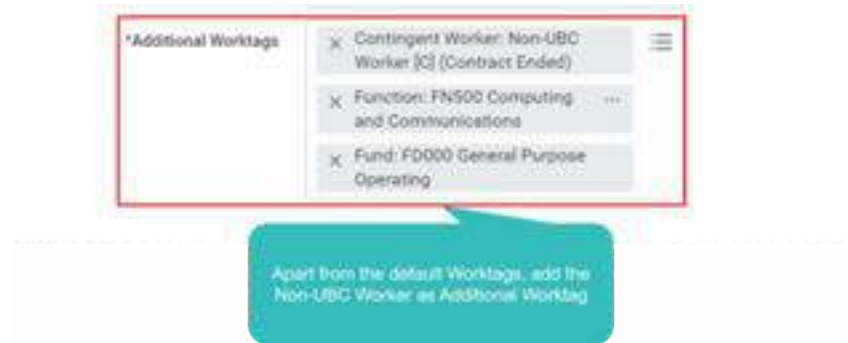 *Additional Worktags
× Contingent Worker: Non-UBC
Worker [C] (Contract Ended)
× Function: FN500 Computing ...
and Communications
× Fund: FD000 General Purpose
Operating
Apart from the default Worktags, add the
Non-UBC Worker as Additional Worktag